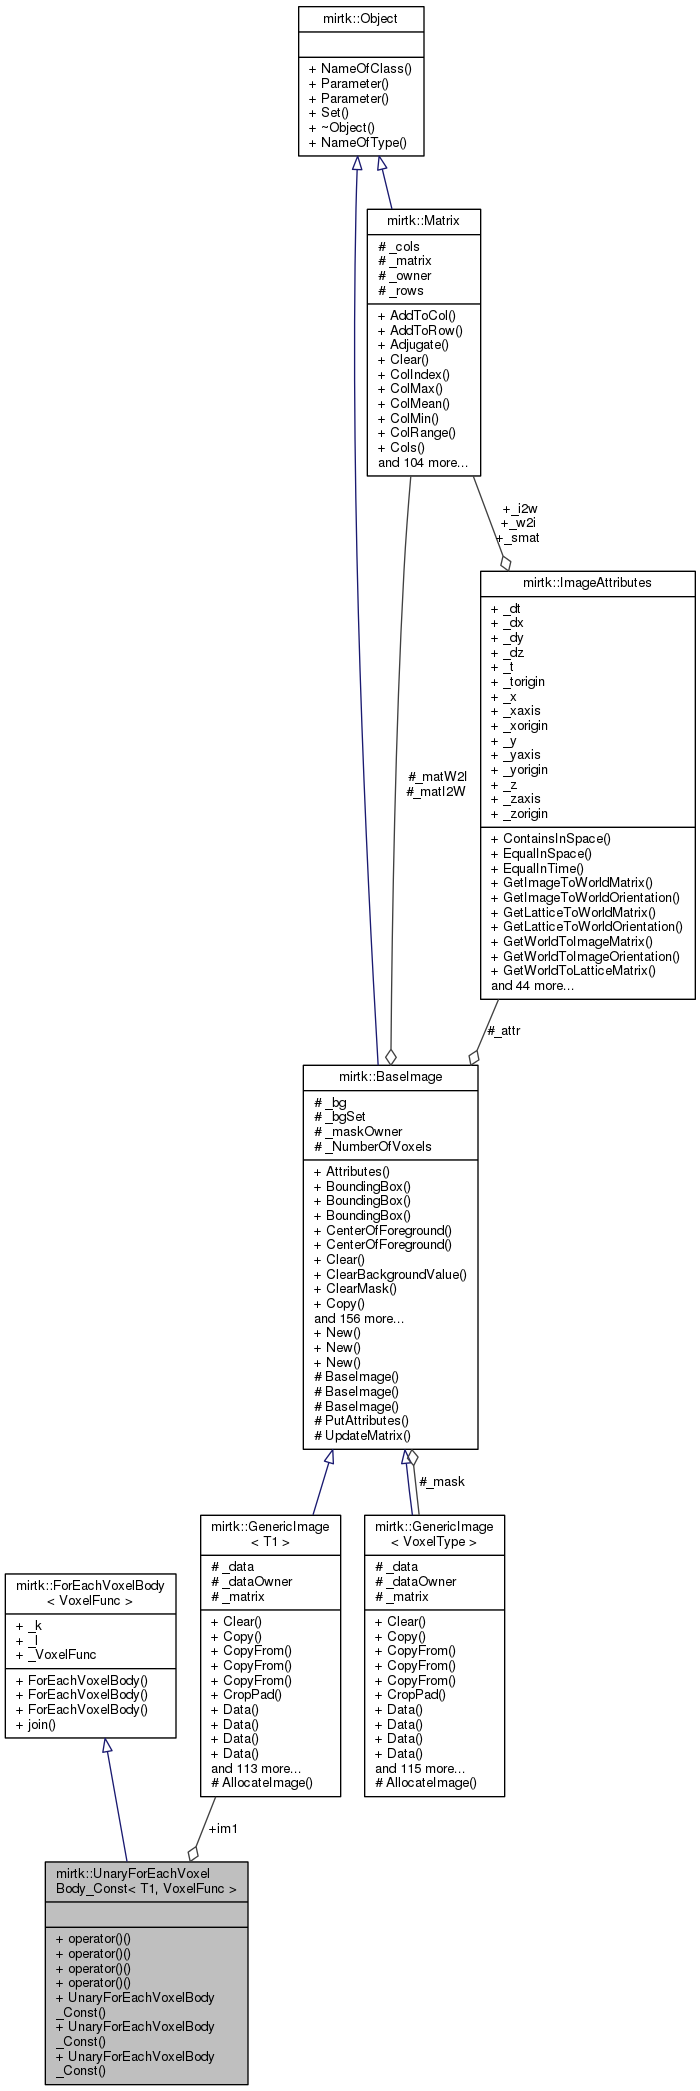 mirtk::Object
+ NameOfClass()
+ Parameter()
+ Parameter()
+ Set()
+ ~Object()
+ NameOfType()
mirtk::Matrix
# _cols
# _matrix
# _owner
# _rows
+ AddToCol()
+ AddToRow()
+ Adjugate()
+ Clear()
+ ColIndex()
+ ColMax()
+ ColMean()
+ ColMin()
+ ColRange()
+ Cols()
and 104 more...
+_i2w
+_w2i
+_smat
mirtk::ImageAttributes
+ _dt
+ _dx
+ _dy
+ _dz
+ _t
+ _torigin
+ _x
+ _xaxis
+ _xorigin
+ _y
+ _yaxis
+ _yorigin
+ _z
+ _zaxis
+ _zorigin
+ ContainsInSpace()
+ EqualInSpace()
+ EqualInTime()
+ GetImageToWorldMatrix()
+ GetImageToWorldOrientation()
+ GetLatticeToWorldMatrix()
+ GetLatticeToWorldOrientation()
+ GetWorldToImageMatrix()
+ GetWorldToImageOrientation()
+ GetWorldToLatticeMatrix()
and 44 more...
#_matW2I
#_matI2W
#_attr
mirtk::BaseImage
# _bg
# _bgSet
# _maskOwner
# _NumberOfVoxels
+ Attributes()
+ BoundingBox()
+ BoundingBox()
+ BoundingBox()
+ CenterOfForeground()
+ CenterOfForeground()
+ Clear()
+ ClearBackgroundValue()
+ ClearMask()
+ Copy()
and 156 more...
+ New()
+ New()
+ New()
# BaseImage()
# BaseImage()
# BaseImage()
# PutAttributes()
# UpdateMatrix()
#_mask
mirtk::GenericImage
< T1 >
# _data
# _dataOwner
# _matrix
+ Clear()
+ Copy()
+ CopyFrom()
+ CopyFrom()
+ CopyFrom()
+ CropPad()
+ Data()
+ Data()
+ Data()
+ Data()
and 113 more...
# AllocateImage()
mirtk::GenericImage
< VoxelType >
# _data
# _dataOwner
# _matrix
+ Clear()
+ Copy()
+ CopyFrom()
+ CopyFrom()
+ CopyFrom()
+ CropPad()
+ Data()
+ Data()
+ Data()
+ Data()
and 115 more...
# AllocateImage()
mirtk::ForEachVoxelBody
< VoxelFunc >
+ _k
+ _l
+ _VoxelFunc
+ ForEachVoxelBody()
+ ForEachVoxelBody()
+ ForEachVoxelBody()
+ join()
+im1
mirtk::UnaryForEachVoxel
Body_Const< T1, VoxelFunc >
+ operator()()
+ operator()()
+ operator()()
+ operator()()
+ UnaryForEachVoxelBody
_Const()
+ UnaryForEachVoxelBody
_Const()
+ UnaryForEachVoxelBody
_Const()